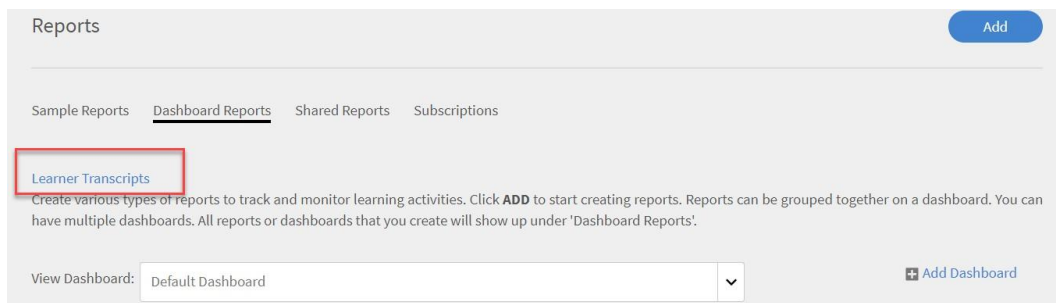 Reports
Add
Sample Reports Dashboard Reports Shared Reports Subscriptions
Learner Transcripts
Create various types of reports to track and monitor learning activities. Click ADD to start creating reports. Reports can be grouped together on a dashboard. You can
have multiple dashboards. All reports or dashboards that you create will show up under 'Dashboard Reports'.
View Dashboard: Default Dashboard Add Dashboard